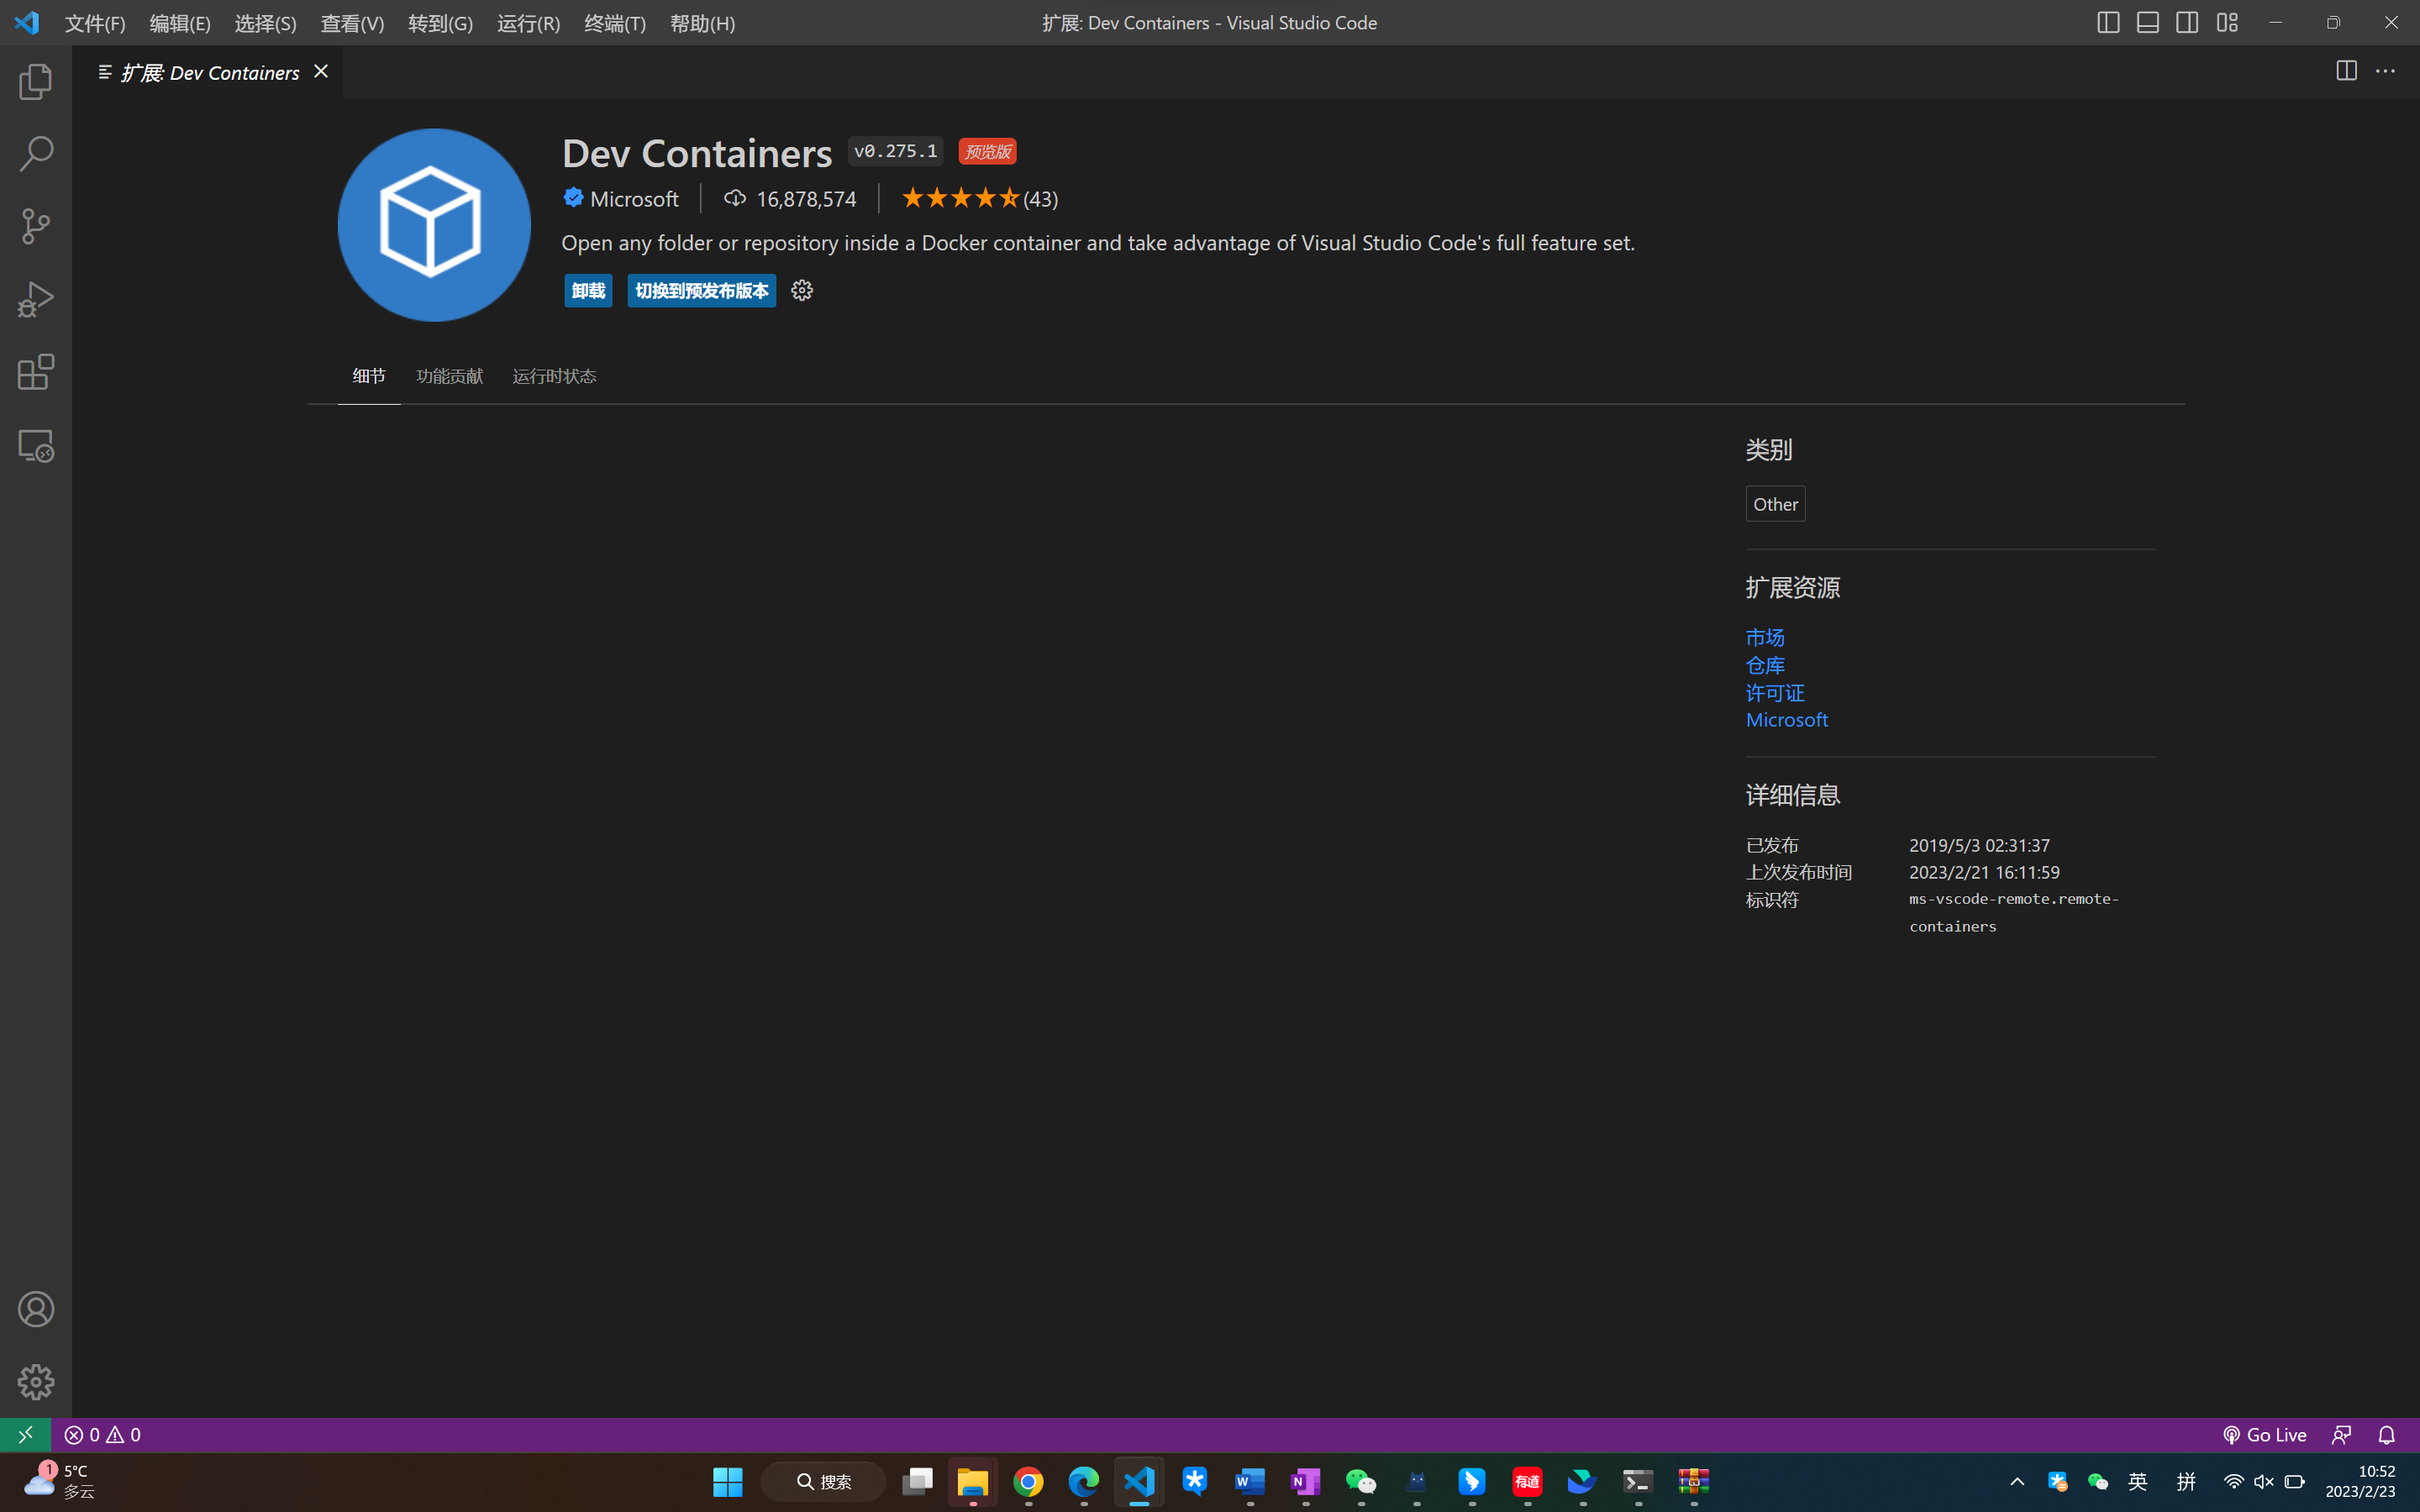 文件(F) 编辑(E) 选择(S) 查看(V) 转到(G) 运行(R) 终端(T) 帮助(H) 扩展: Dev Containers - Visual Studio Code
扩展: Dev Containers
Dev Containers v0.275.1 预览版
Microsoft 16,878,574 (43)
Open any folder or repository inside a Docker container and take advantage of Visual Studio Code's full feature set.
卸载 切换到预发布版本
细节 功能贡献 运行时状态
类别
Other
扩展资源
市场
仓库
许可证
Microsoft
详细信息
已发布 2019/5/3 02:31:37
上次发布时间 2023/2/21 16:11:59
标识符 ms-vscode-remote.remote-
containers
0 0 Go Live
1 5°C
多云
搜索
W N 有道
英 拼
10:52
2023/2/23